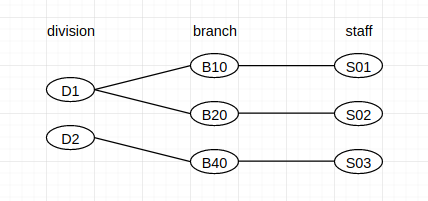 division branch staff
B10 S01
D1
B20 S02
D2
B40 S03